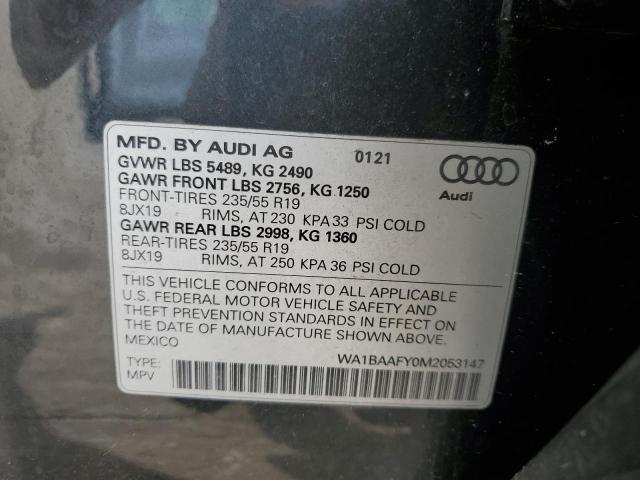 MFD. BY AUDI AG 0121
GVWR LBS 5489, KG 2490
GAWR FRONT LBS 2756, KG 1250
FRONT-TIRES 235/55 R19
8JX19 RIMS, AT 230 KPA 33 PSI COLD
GAWR REAR LBS 2998, KG 1360
REAR-TIRES 235/55 R19
8JX19 RIMS, AT 250 KPA 36 PSI COLD
Audi
THIS VEHICLE CONFORMS TO ALL APPLICABLE
U.S. FEDERAL MOTOR VEHICLE SAFETY AND
THEFT PREVENTION STANDARDS IN EFFECT ON
THE DATE OF MANUFACTURE SHOWN ABOVE.
MEXICO
WA1BAAFY0M2053147
TYPE:
MPV